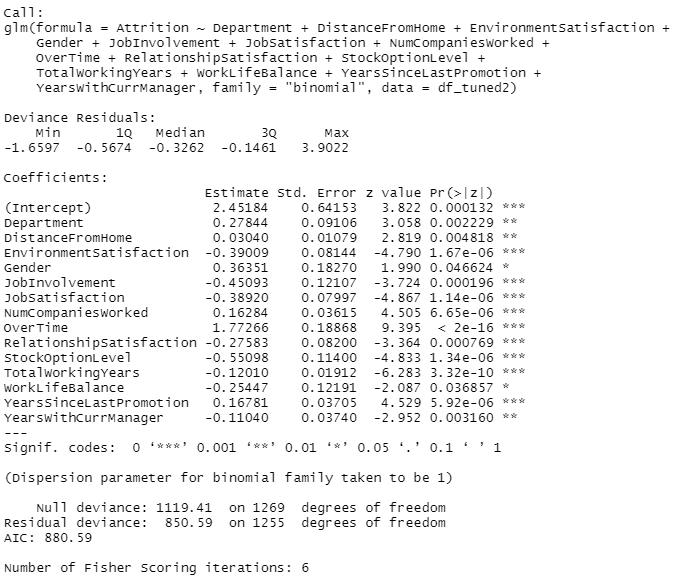 Call:
glm(formula = Attrition ~ Department + DistanceFromHome + EnvironmentSatisfaction +
    Gender + JobInvolvement + JobSatisfaction + NumCompaniesWorked +
    OverTime + RelationshipSatisfaction + StockOptionLevel +
    TotalWorkingYears + WorkLifeBalance + YearsSinceLastPromotion +
    YearsWithCurrManager, family = "binomial", data = df_tuned2)

Deviance Residuals:
    Min      1Q  Median      3Q     Max
-1.6597 -0.5674 -0.3262 -0.1461  3.9022

Coefficients:
                         Estimate Std. Error z value Pr(>|z|)
(Intercept)               2.45184    0.64153   3.822 0.000132 ***
Department                0.27844    0.09106   3.058 0.002229 **
DistanceFromHome          0.03040    0.01079   2.819 0.004818 **
EnvironmentSatisfaction  -0.39009    0.08144  -4.790 1.67e-06 ***
Gender                    0.36351    0.18270   1.990 0.046624 *
JobInvolvement           -0.45093    0.12107  -3.724 0.000196 ***
JobSatisfaction          -0.38920    0.07997  -4.867 1.14e-06 ***
NumCompaniesWorked        0.16284    0.03615   4.505 6.65e-06 ***
OverTime                  1.77266    0.18868   9.395  < 2e-16 ***
RelationshipSatisfaction -0.27583    0.08200  -3.364 0.000769 ***
StockOptionLevel         -0.55098    0.11400  -4.833 1.34e-06 ***
TotalWorkingYears        -0.12010    0.01912  -6.283 3.32e-10 ***
WorkLifeBalance          -0.25447    0.12191  -2.087 0.036857 *
YearsSinceLastPromotion   0.16781    0.03705   4.529 5.92e-06 ***
YearsWithCurrManager     -0.11040    0.03740  -2.952 0.003160 **
---
Signif. codes:  0 ‘***’ 0.001 ‘**’ 0.01 ‘*’ 0.05 ‘.’ 0.1 ‘ ’ 1

(Dispersion parameter for binomial family taken to be 1)

    Null deviance: 1119.41  on 1269  degrees of freedom
Residual deviance:  850.59  on 1255  degrees of freedom
AIC: 880.59

Number of Fisher Scoring iterations: 6